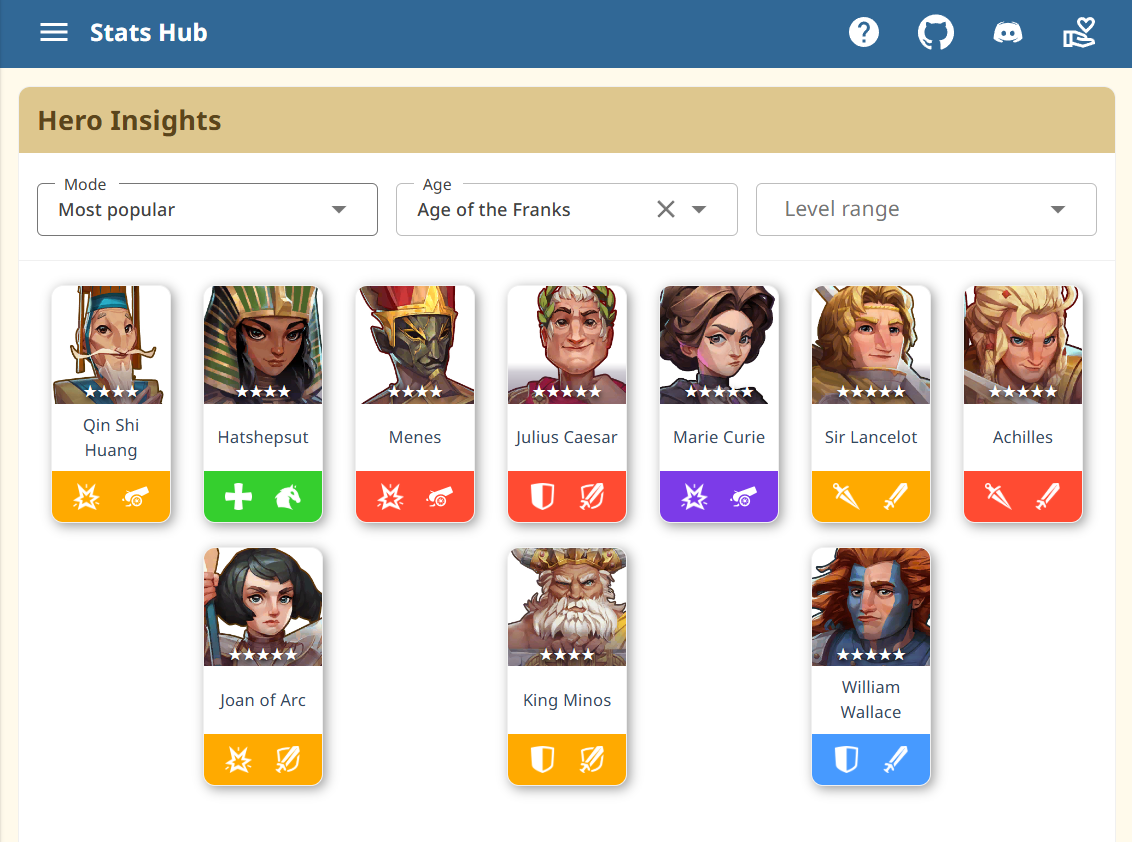 Stats Hub
Hero Insights
Mode
Most popular
Age
Age of the Franks
Level range
Qin Shi
Huang
Hatshepsut
Menes
Julius Caesar
Marie Curie
Sir Lancelot
Achilles
Joan of Arc
King Minos
William
Wallace